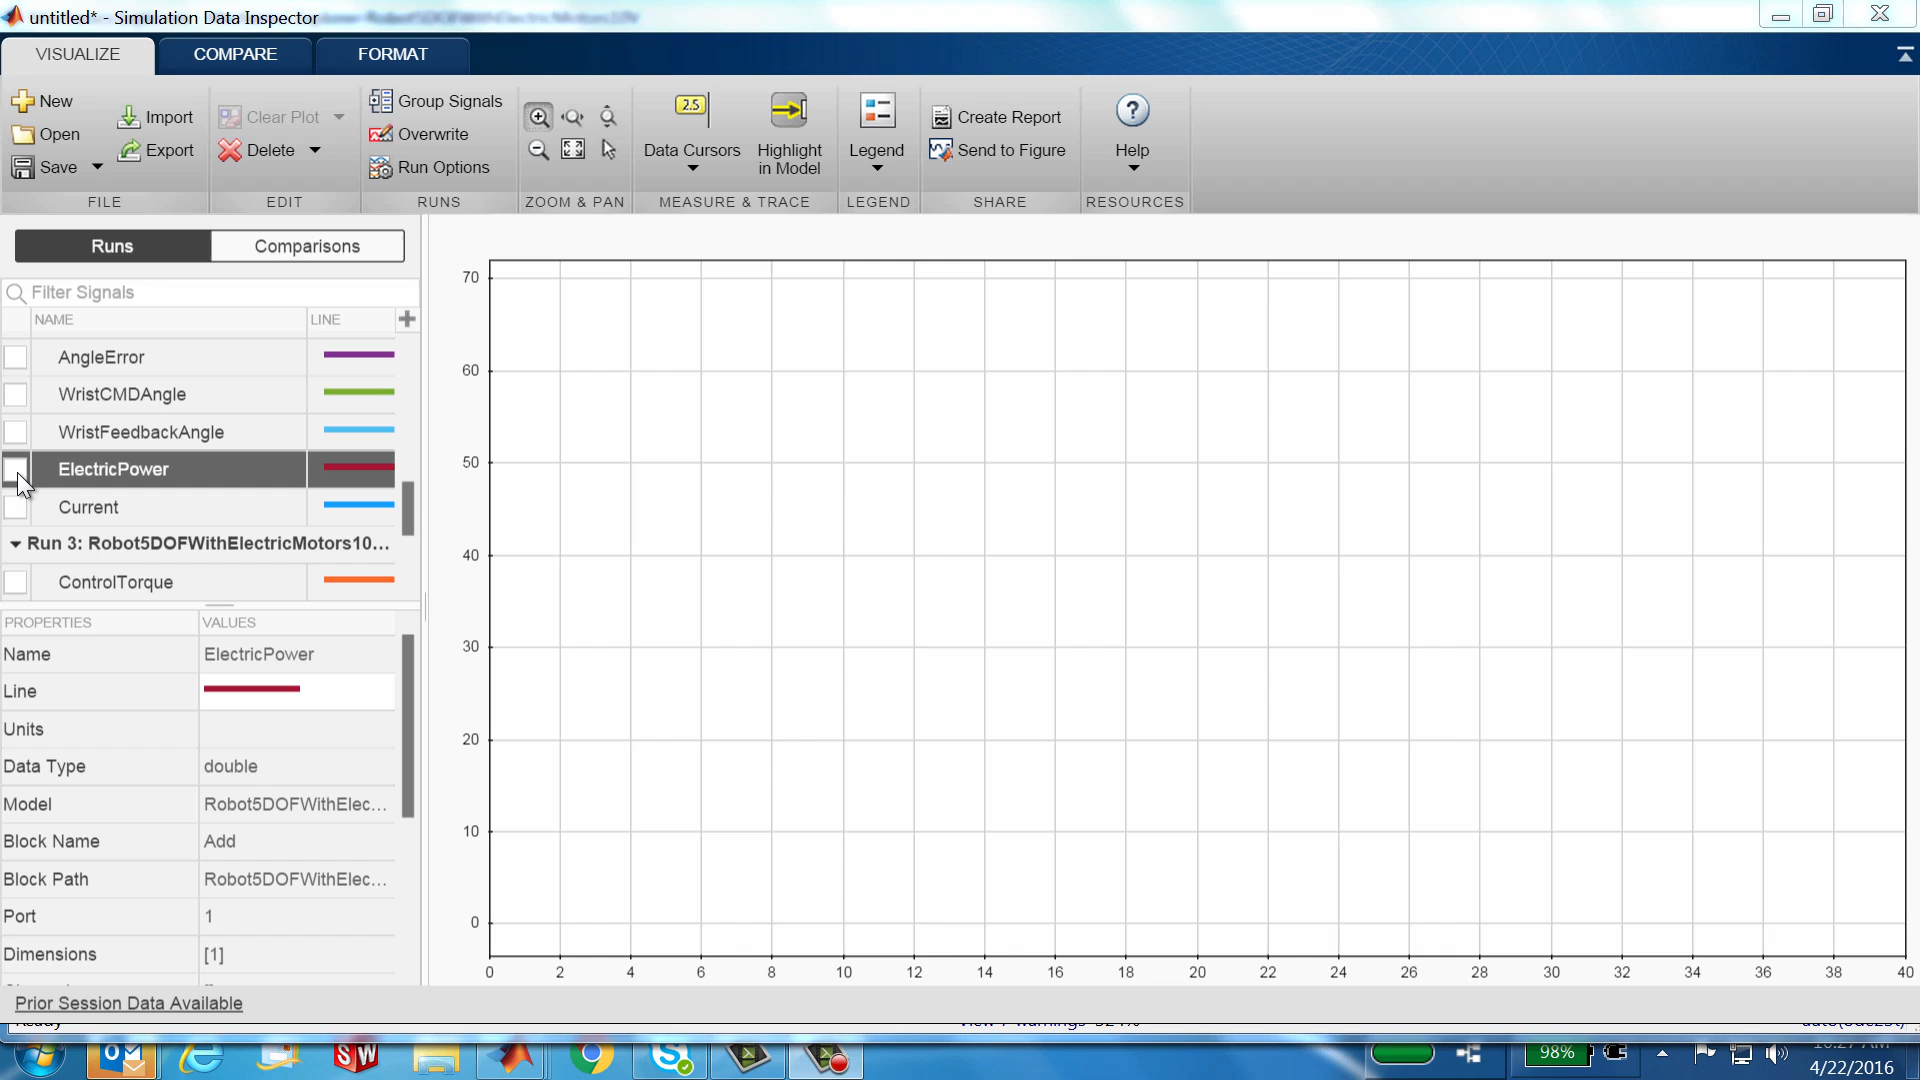 untitled* - Simulation Data Inspector
VISUALIZE
COMPARE
FORMAT
New
Open
Save
Import
Export
FILE
Clear Plot
Delete
EDIT
Group Signals
Overwrite
Run Options
RUNS
ZOOM & PAN
2.5
Data Cursors
Highlight
in Model
MEASURE & TRACE
Legend
LEGEND
Create Report
Send to Figure
SHARE
Help
RESOURCES
Runs
Comparisons
Filter Signals
NAME LINE
AngleError
WristCMDAngle
WristFeedbackAngle
ElectricPower
Current
Run 3: Robot5DOFWithElectricMotors10...
ControlTorque
PROPERTIES VALUES
Name ElectricPower
Line
Units
Data Type double
Model Robot5DOFWithElec...
Block Name Add
Block Path Robot5DOFWithElec...
Port 1
Dimensions [1]
70
60
50
40
30
20
10
0
0 2 4 6 8 10 12 14 16 18 20 22 24 26 28 30 32 34 36 38 40
Prior Session Data Available
98%
4/22/2016